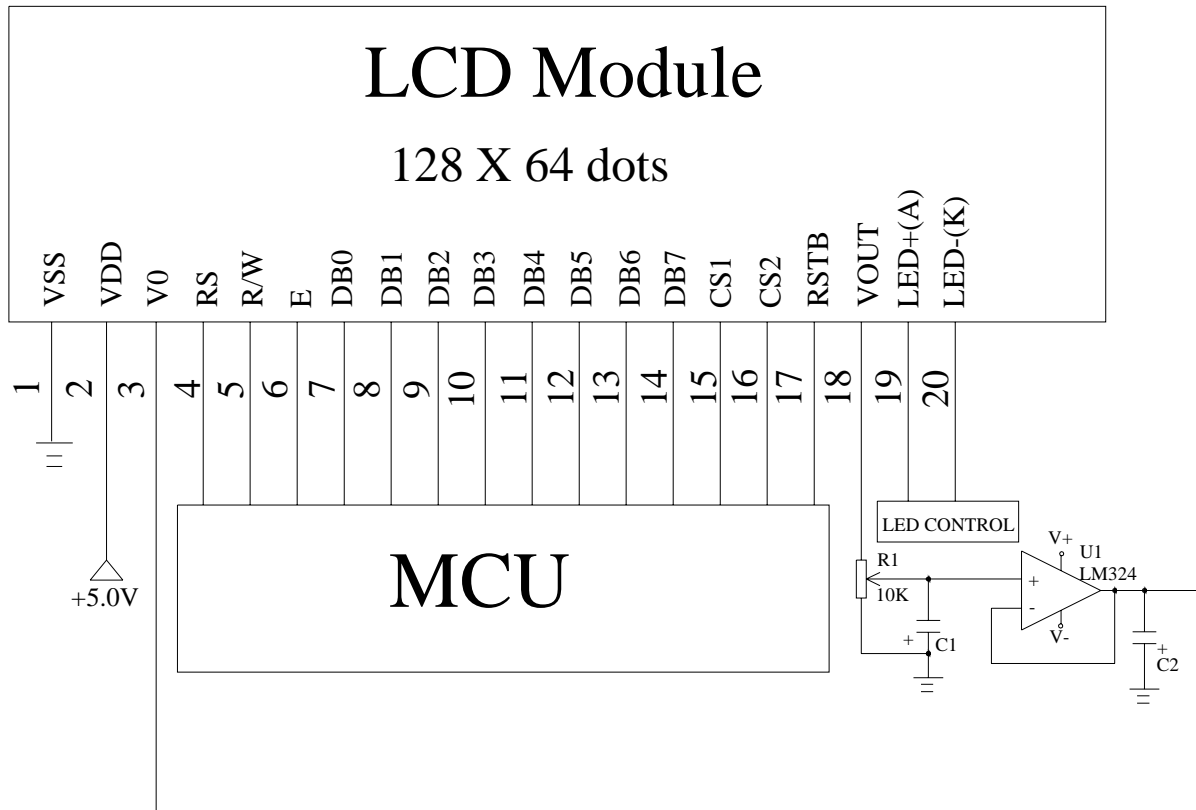 LCD Module
128 X 64 dots
VSS
VDD
V0
RS
R/W
E
DB0
DB1
DB2
DB3
DB4
DB5
DB6
DB7
CS1
CS2
RSTB
VOUT
LED+(A)
LED-(K)
1
2
3
4
5
6
7
8
9
10
11
12
13
14
15
16
17
18
19
20
LED CONTROL
MCU
+5.0V
R1
10K
+
C1
V+
U1
LM324
+
-
V-
+
C2